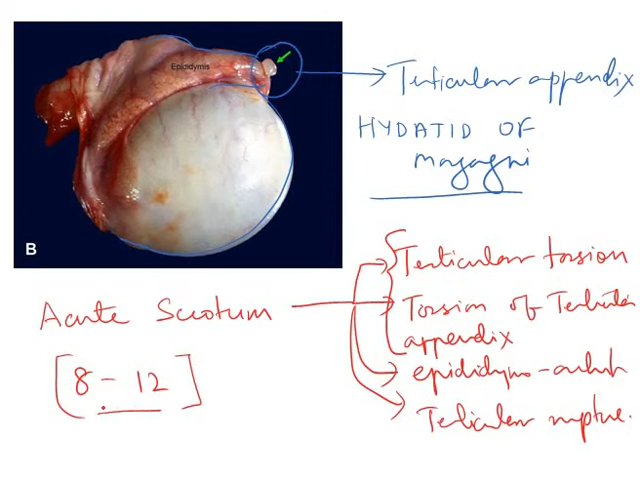 Epididymis
B
Testicular appendix
HYDATID OF
Morgagni
Acute Scrotum
[8 - 12]
Testicular torsion
Torsion of Testicular
appendix
epididymo-orchitis
Testicular rupture.